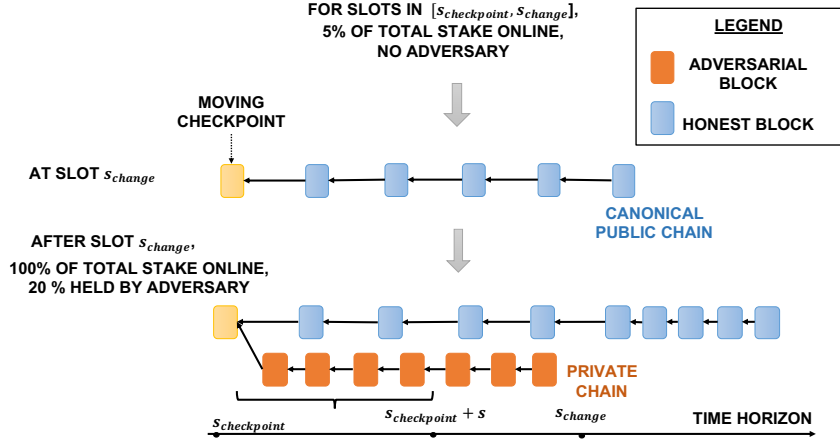 FOR SLOTS IN [s_checkpoint, s_change],
5% OF TOTAL STAKE ONLINE,
NO ADVERSARY
LEGEND
ADVERSARIAL
BLOCK
HONEST BLOCK
MOVING
CHECKPOINT
AT SLOT s_change
CANONICAL
PUBLIC CHAIN
AFTER SLOT s_change,
100% OF TOTAL STAKE ONLINE,
20 % HELD BY ADVERSARY
PRIVATE
CHAIN
s_checkpoint
s_checkpoint + s
s_change
TIME HORIZON